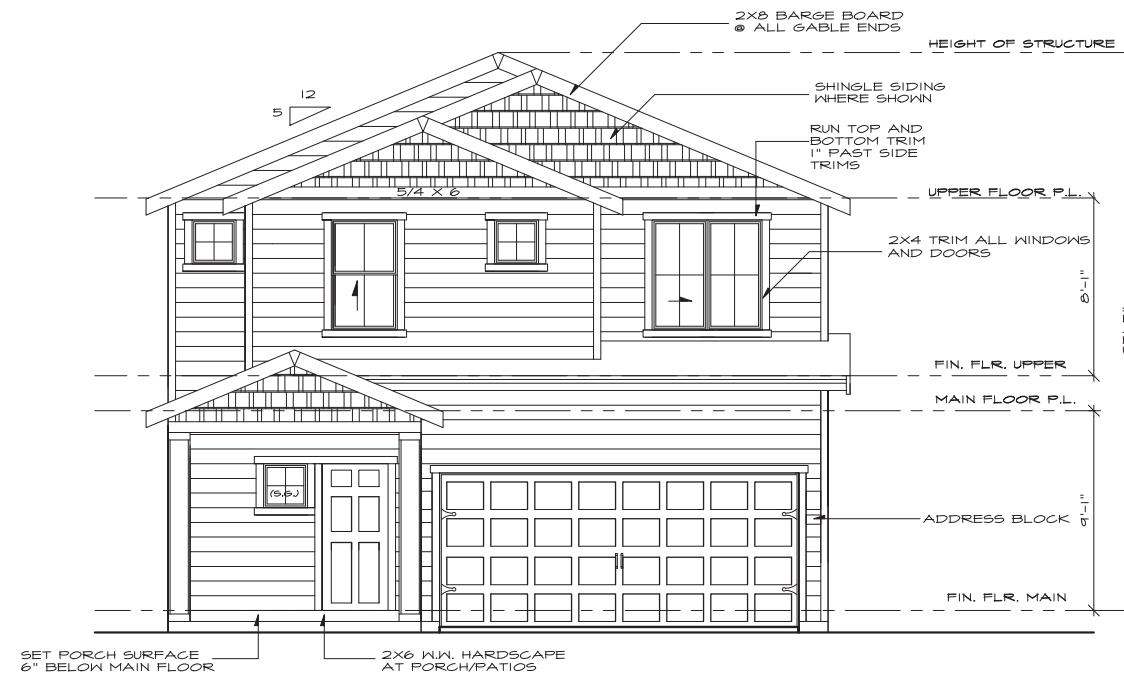 2X8 BARGE BOARD
@ ALL GABLE ENDS
HEIGHT OF STRUCTURE
12
5
SHINGLE SIDING
WHERE SHOWN
RUN TOP AND
BOTTOM TRIM
1" PAST SIDE
TRIMS
5/4 X 6
UPPER FLOOR P.L.
2X4 TRIM ALL WINDOWS
AND DOORS
8'-1"
FIN. FLR. UPPER
MAIN FLOOR P.L.
(S.G.)
ADDRESS BLOCK
9'-1"
FIN. FLR. MAIN
SET PORCH SURFACE
6" BELOW MAIN FLOOR
2X6 W.W. HARDSCAPE
AT PORCH/PATIOS